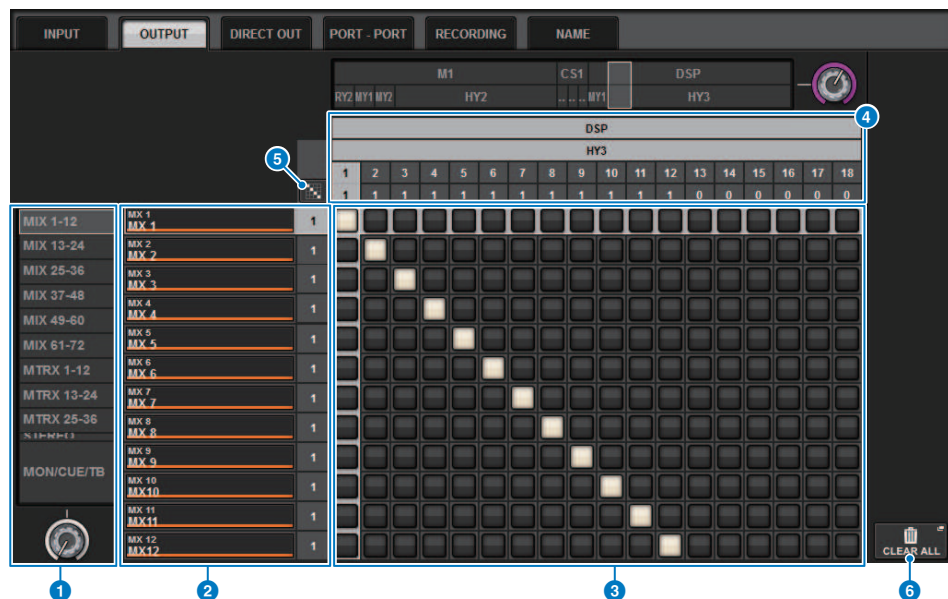 INPUT OUTPUT DIRECT OUT PORT - PORT RECORDING NAME
M1 CS1 DSP
RY2 MY1 MY2 HY2 .. .. .. MY1 HY3
4
DSP
HY3
5
1 2 3 4 5 6 7 8 9 10 11 12 13 14 15 16 17 18
1 1 1 1 1 1 1 1 1 1 1 1 0 0 0 0 0 0
MIX 1-12
MIX 13-24
MIX 25-36
MIX 37-48
MIX 49-60
MIX 61-72
MTRX 1-12
MTRX 13-24
MTRX 25-36
STEREO
MON/CUE/TB
MX 1
MX 1 1
MX 2
MX 2 1
MX 3
MX 3 1
MX 4
MX 4 1
MX 5
MX 5 1
MX 6
MX 6 1
MX 7
MX 7 1
MX 8
MX 8 1
MX 9
MX 9 1
MX 10
MX10 1
MX 11
MX11 1
MX 12
MX12 1
CLEAR ALL
1 2 3 6